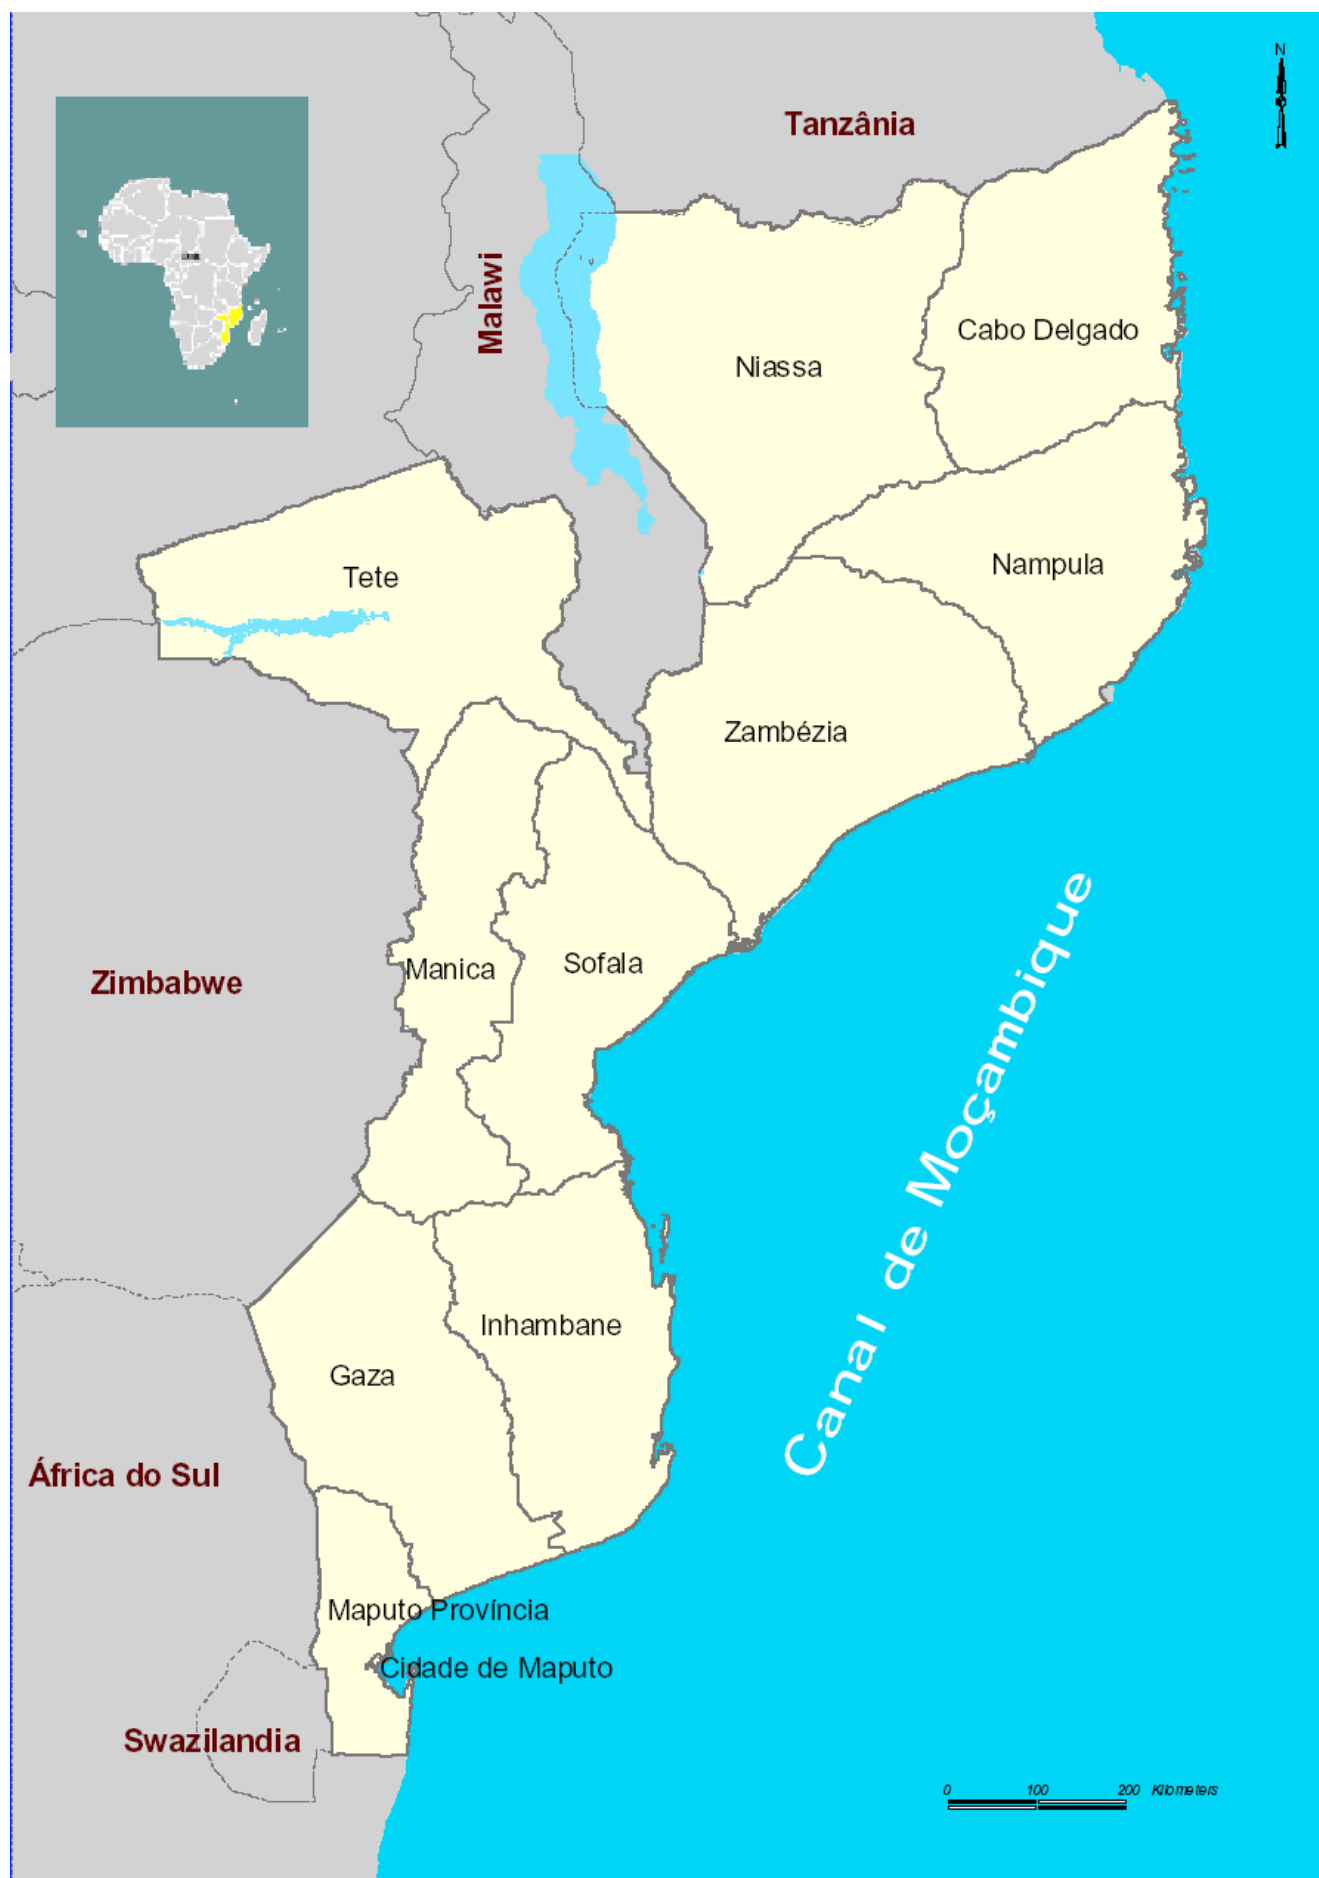 N
Tanzânia
Malawi
Cabo Delgado
Niassa
Nampula
Tete
Zambézia
Zimbabwe
Manica
Sofala
Canal de Moçambique
Inhambane
Gaza
África do Sul
Maputo Província
Cidade de Maputo
Swazilandia
0 100 200 Kilometers